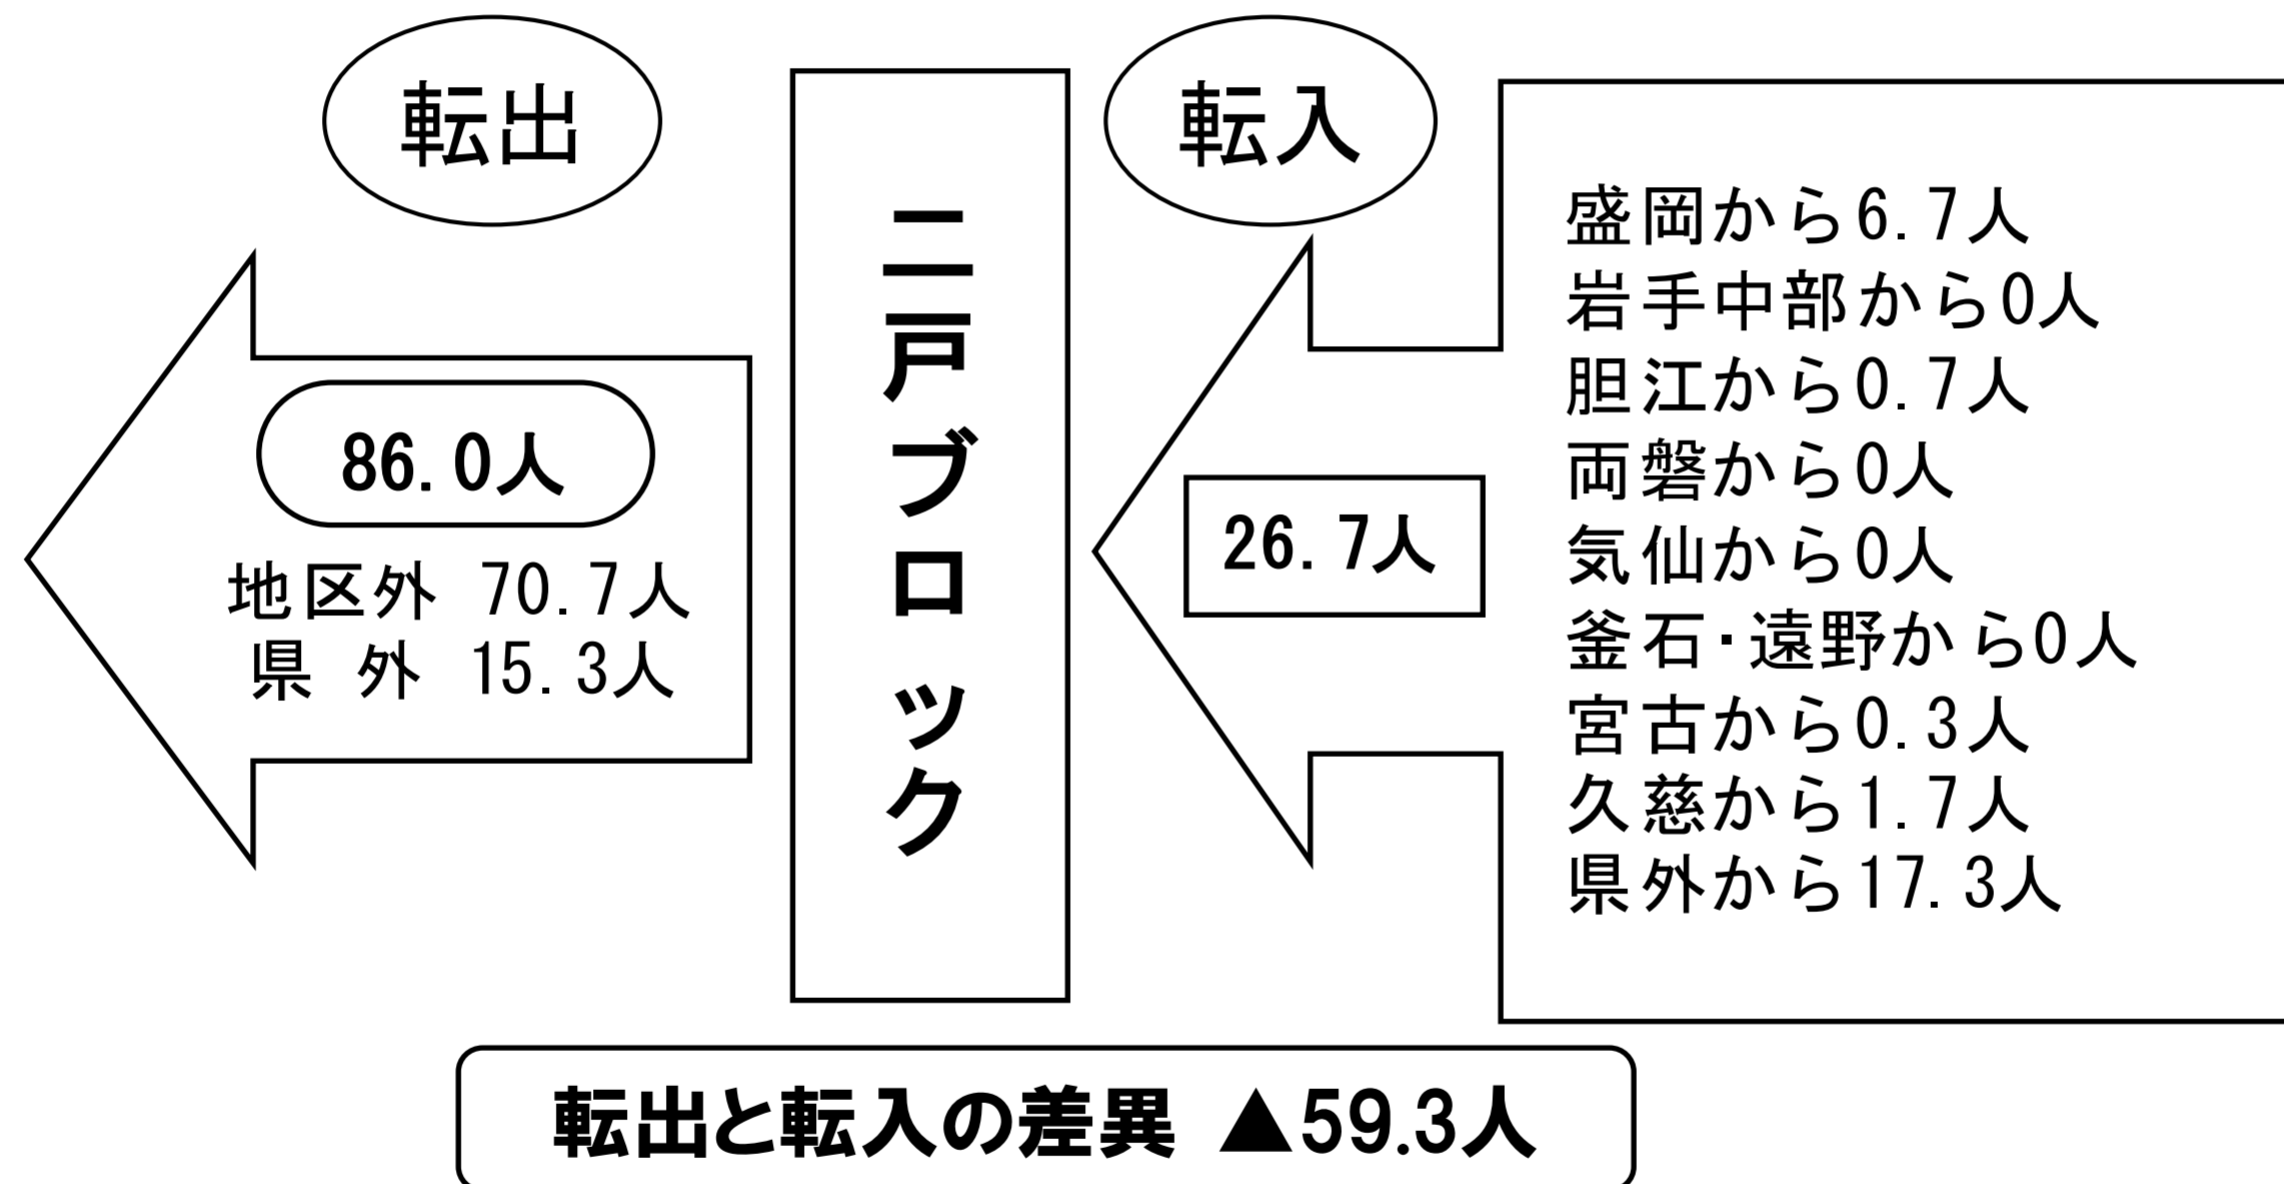 転出
86.0人
地区外 70.7人
県 外 15.3人
二戸ブロック
転入
26.7人
盛岡から6.7人
岩手中部から0人
胆江から0.7人
両磐から0人
気仙から0人
釜石・遠野から0人
宮古から0.3人
久慈から1.7人
県外から17.3人
転出と転入の差異 ▲59.3人